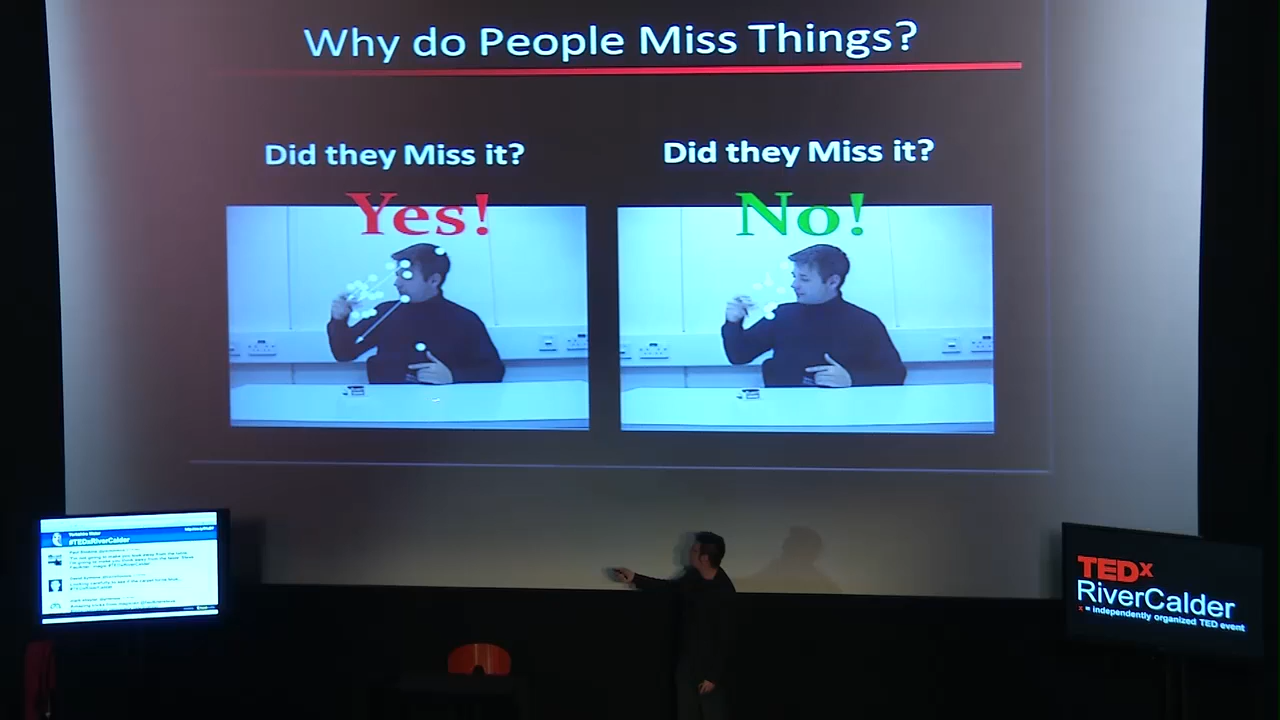 Why do People Miss Things?
Did they Miss it?
Yes!
Did they Miss it?
No!
#TEDxRiverCalder
TEDx
RiverCalder
x = independently organized TED event